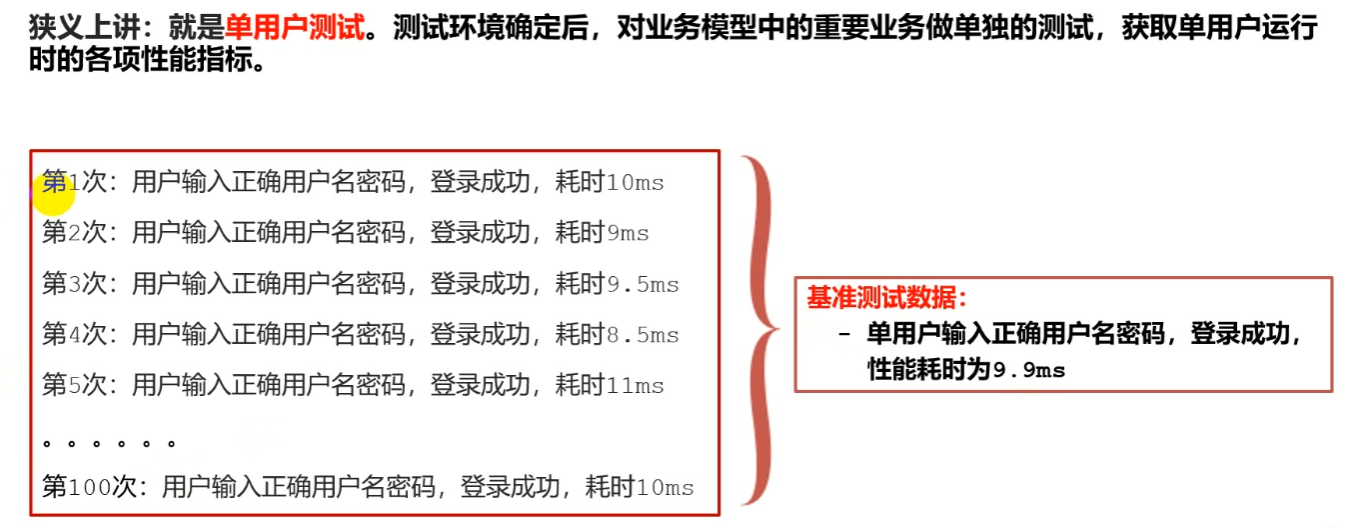 狭义上讲：就是单用户测试。测试环境确定后，对业务模型中的重要业务做单独的测试，获取单用户运行
时的各项性能指标。
第1次：用户输入正确用户名密码，登录成功，耗时10ms
第2次：用户输入正确用户名密码，登录成功，耗时9ms
第3次：用户输入正确用户名密码，登录成功，耗时9.5ms
第4次：用户输入正确用户名密码，登录成功，耗时8.5ms
第5次：用户输入正确用户名密码，登录成功，耗时11ms
。。。。。。
第100次：用户输入正确用户名密码，登录成功，耗时10ms
基准测试数据：
- 单用户输入正确用户名密码，登录成功，
性能耗时为9.9ms